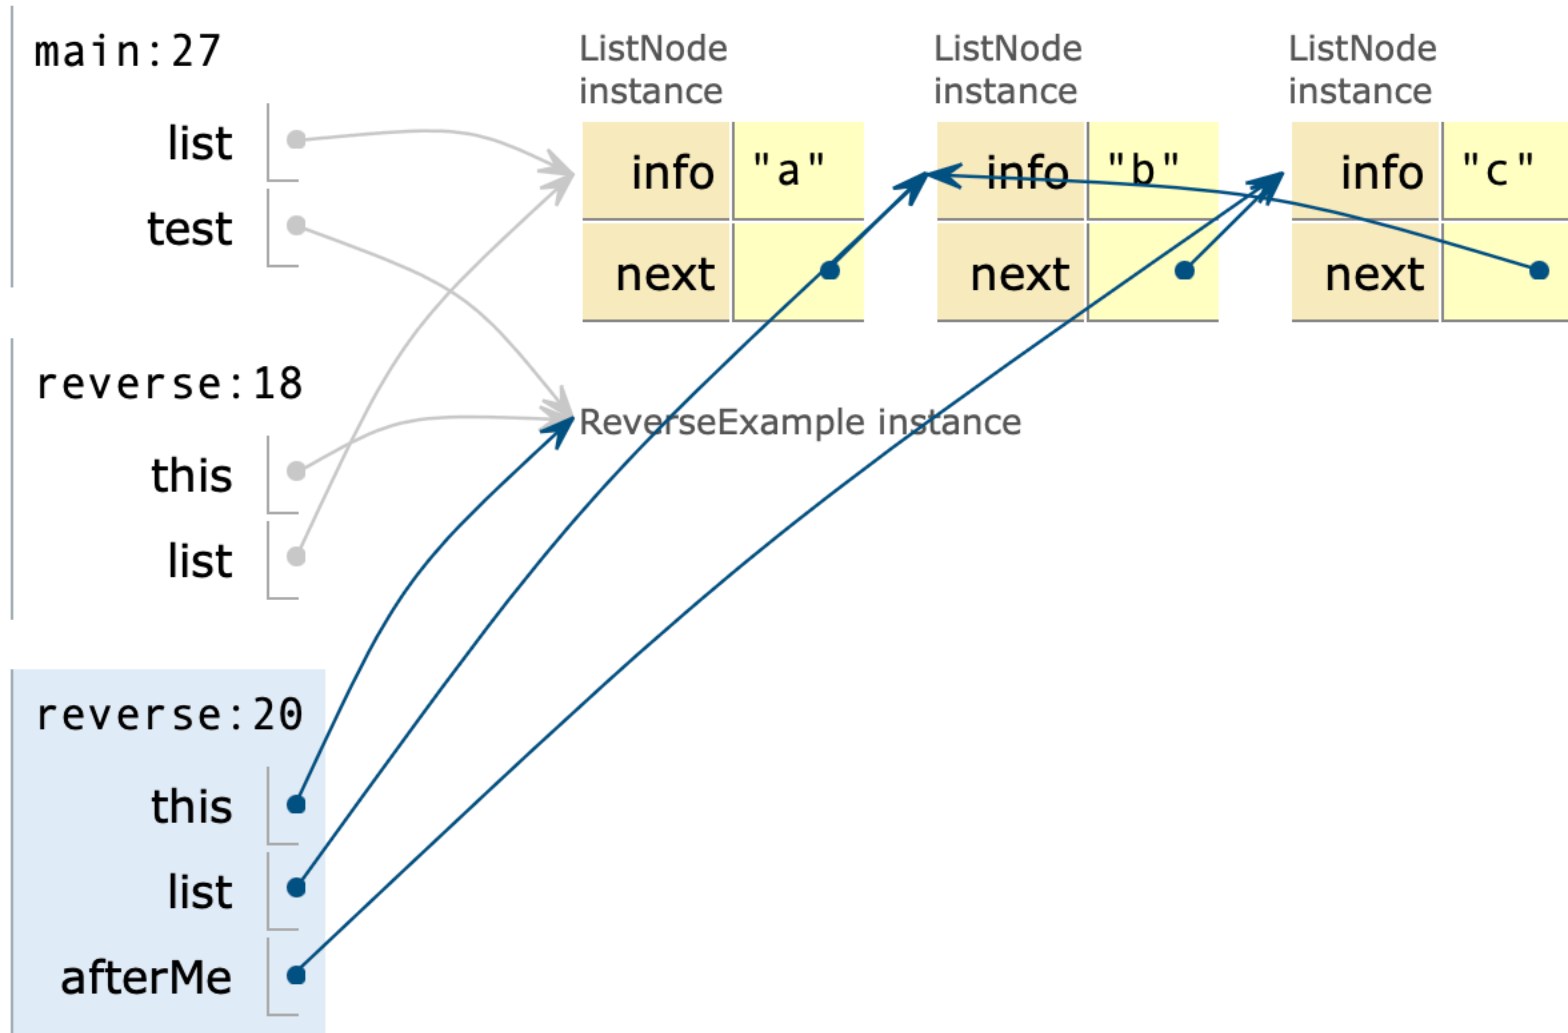 main:27
list
test
reverse:18
this
list
reverse:20
this
list
afterMe
ListNode
instance
info "a"
next
ListNode
instance
info "b"
next
ListNode
instance
info "c"
next
ReverseExample instance